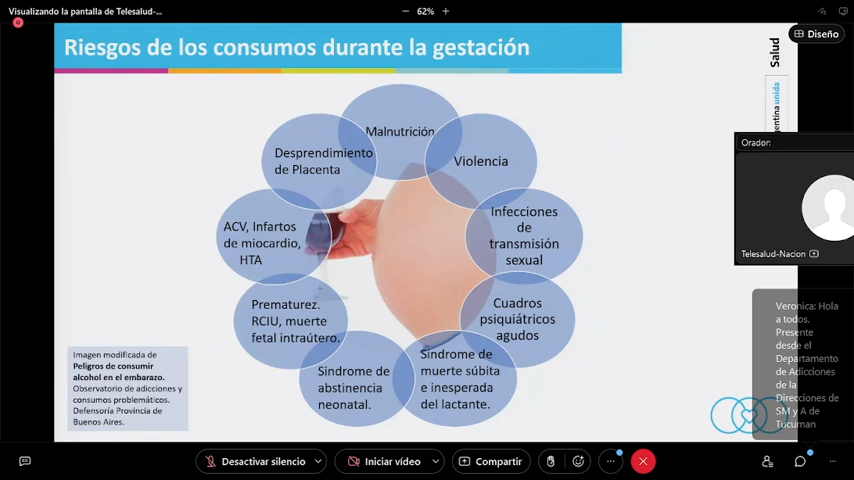 Visualizando la pantalla de Telesalud-...
62%
Diseño
Riesgos de los consumos durante la gestación
Salud
unida
Malnutrición
Desprendimiento
de Placenta
Violencia
ACV, Infartos
de miocardio,
HTA
Infecciones
de
transmisión
sexual
Prematurez.
RCIU, muerte
fetal intraútero.
Cuadros
psiquiátricos
agudos
Síndrome de
abstinencia
neonatal.
Síndrome de
muerte súbita
e inesperada
del lactante.
Imagen modificada de
Peligros de consumir
alcohol en el embarazo.
Observatorio de adicciones y
consumos problemáticos.
Defensoría Provincia de
Buenos Aires.
Orador:
Telesalud-Nacion
Veronica: Hola
a todos.
Presente
desde el
Departamento
de Adicciones
de la
Direcciones de
SM y A de
Tucuman
Desactivar silencio
Iniciar vídeo
Compartir